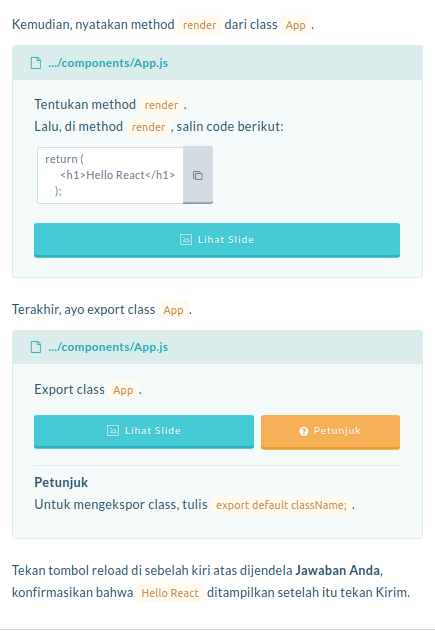 Kemudian, nyatakan method render dari class App .
.../components/App.js
Tentukan method render .
Lalu, di method render , salin code berikut:
return (
<h1>Hello React</h1>
);
Lihat Slide
Terakhir, ayo export class App .
.../components/App.js
Export class App .
Lihat Slide
Petunjuk
Petunjuk
Untuk mengekspor class, tulis export default className; .
Tekan tombol reload di sebelah kiri atas dijendela Jawaban Anda,
konfirmasikan bahwa Hello React ditampilkan setelah itu tekan Kirim.